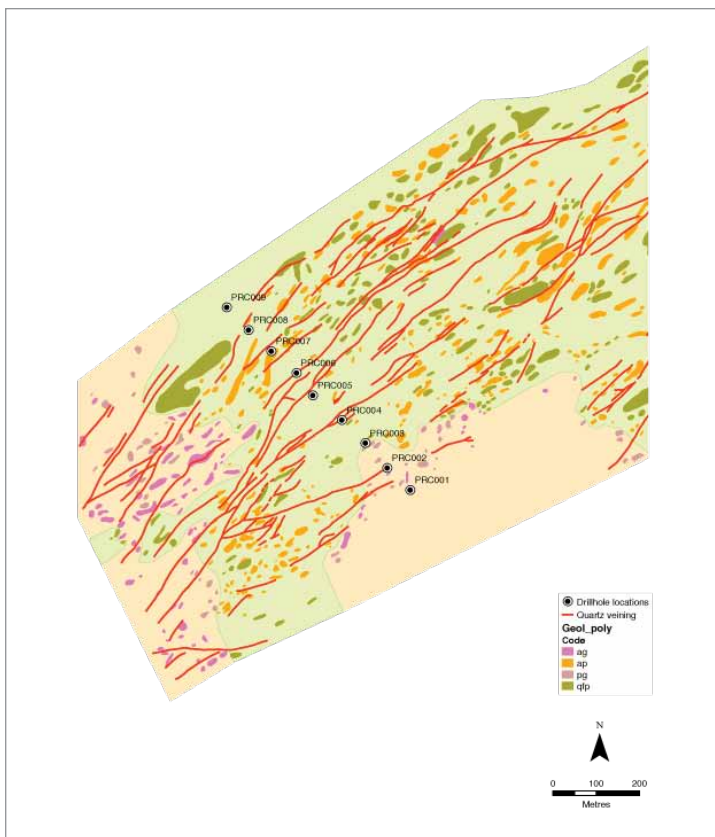 PRC009
PRC008
PRC007
PRC006
PRC005
PRC004
PRC003
PRC002
PRC001
Drillhole locations
Quartz veining
Geol_poly
Code
ag
ap
pg
qfp
N
0 100 200
Metres